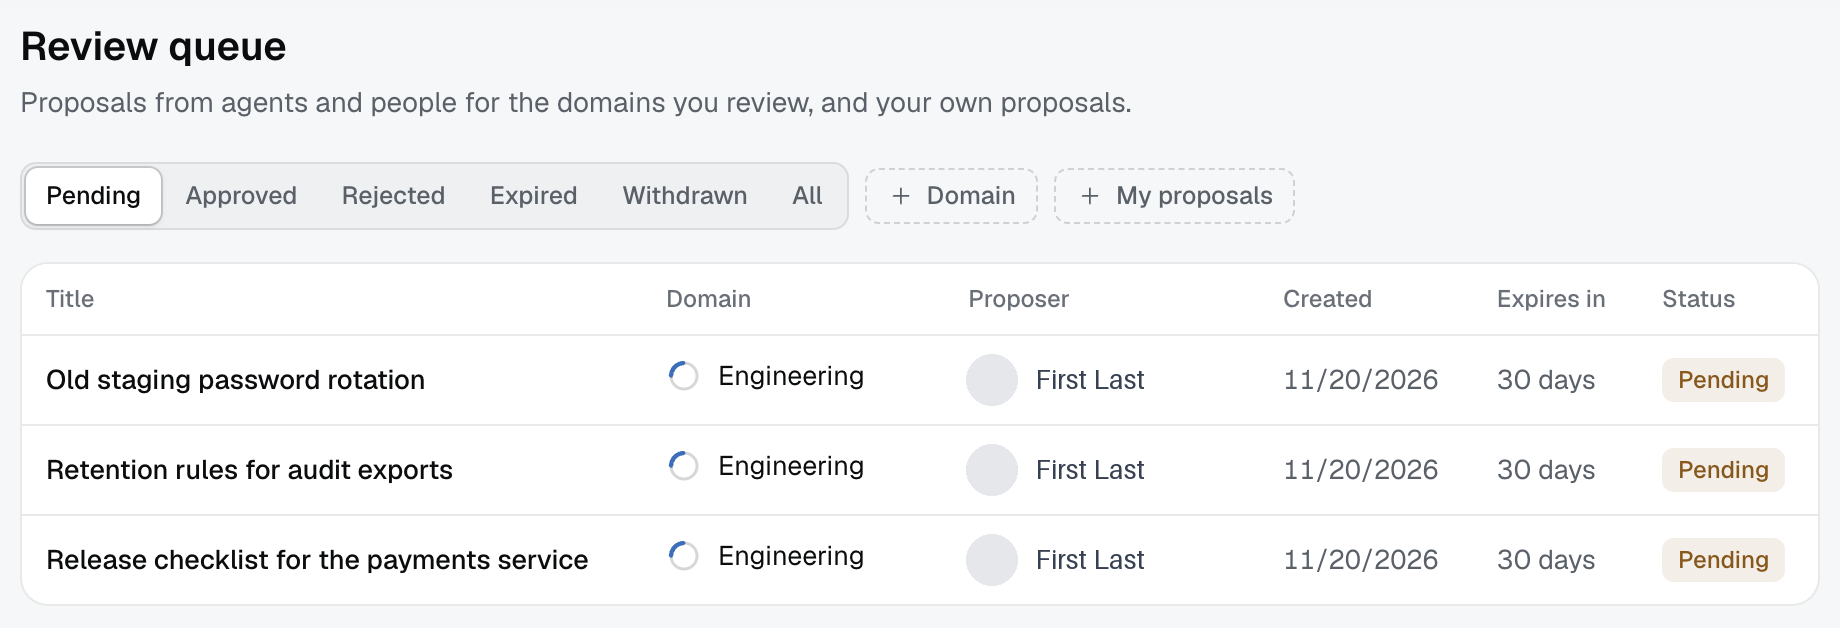 Review queue
Proposals from agents and people for the domains you review, and your own proposals.
Pending Approved Rejected Expired Withdrawn All + Domain + My proposals
Title Domain Proposer Created Expires in Status
Old staging password rotation Engineering First Last 11/20/2026 30 days Pending
Retention rules for audit exports Engineering First Last 11/20/2026 30 days Pending
Release checklist for the payments service Engineering First Last 11/20/2026 30 days Pending